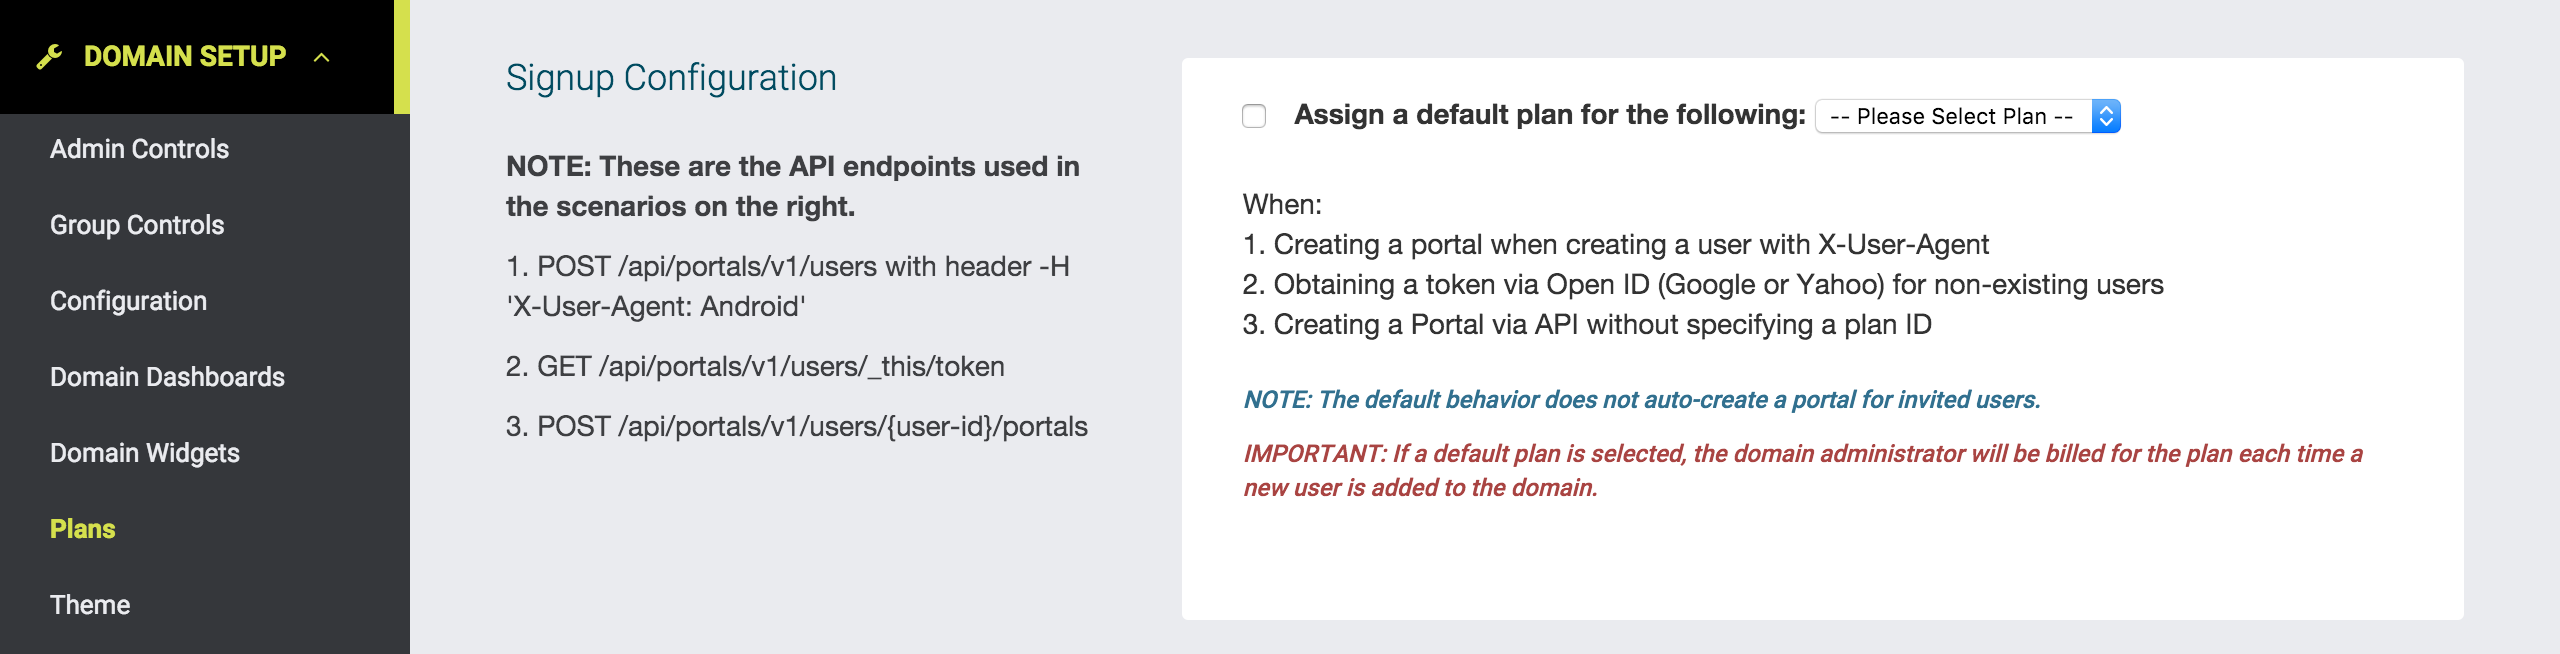 DOMAIN SETUP
Admin Controls
Group Controls
Configuration
Domain Dashboards
Domain Widgets
Plans
Theme
Signup Configuration
NOTE: These are the API endpoints used in
the scenarios on the right.
1. POST /api/portals/v1/users with header -H
'X-User-Agent: Android'
2. GET /api/portals/v1/users/_this/token
3. POST /api/portals/v1/users/{user-id}/portals
Assign a default plan for the following: -- Please Select Plan --
When:
1. Creating a portal when creating a user with X-User-Agent
2. Obtaining a token via Open ID (Google or Yahoo) for non-existing users
3. Creating a Portal via API without specifying a plan ID
NOTE: The default behavior does not auto-create a portal for invited users.
IMPORTANT: If a default plan is selected, the domain administrator will be billed for the plan each time a
new user is added to the domain.